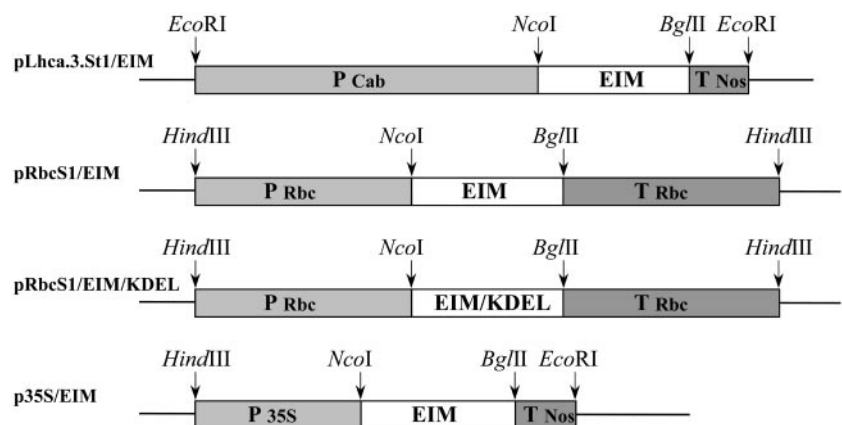 EcoRI NcoI BglII EcoRI
pLhca.3.St1/EIM
P Cab EIM T Nos
HindIII NcoI BglII HindIII
pRbcS1/EIM
P Rbc EIM T Rbc
HindIII NcoI BglII HindIII
pRbcS1/EIM/KDEL
P Rbc EIM/KDEL T Rbc
HindIII NcoI BglII EcoRI
p35S/EIM
P 35S EIM T Nos